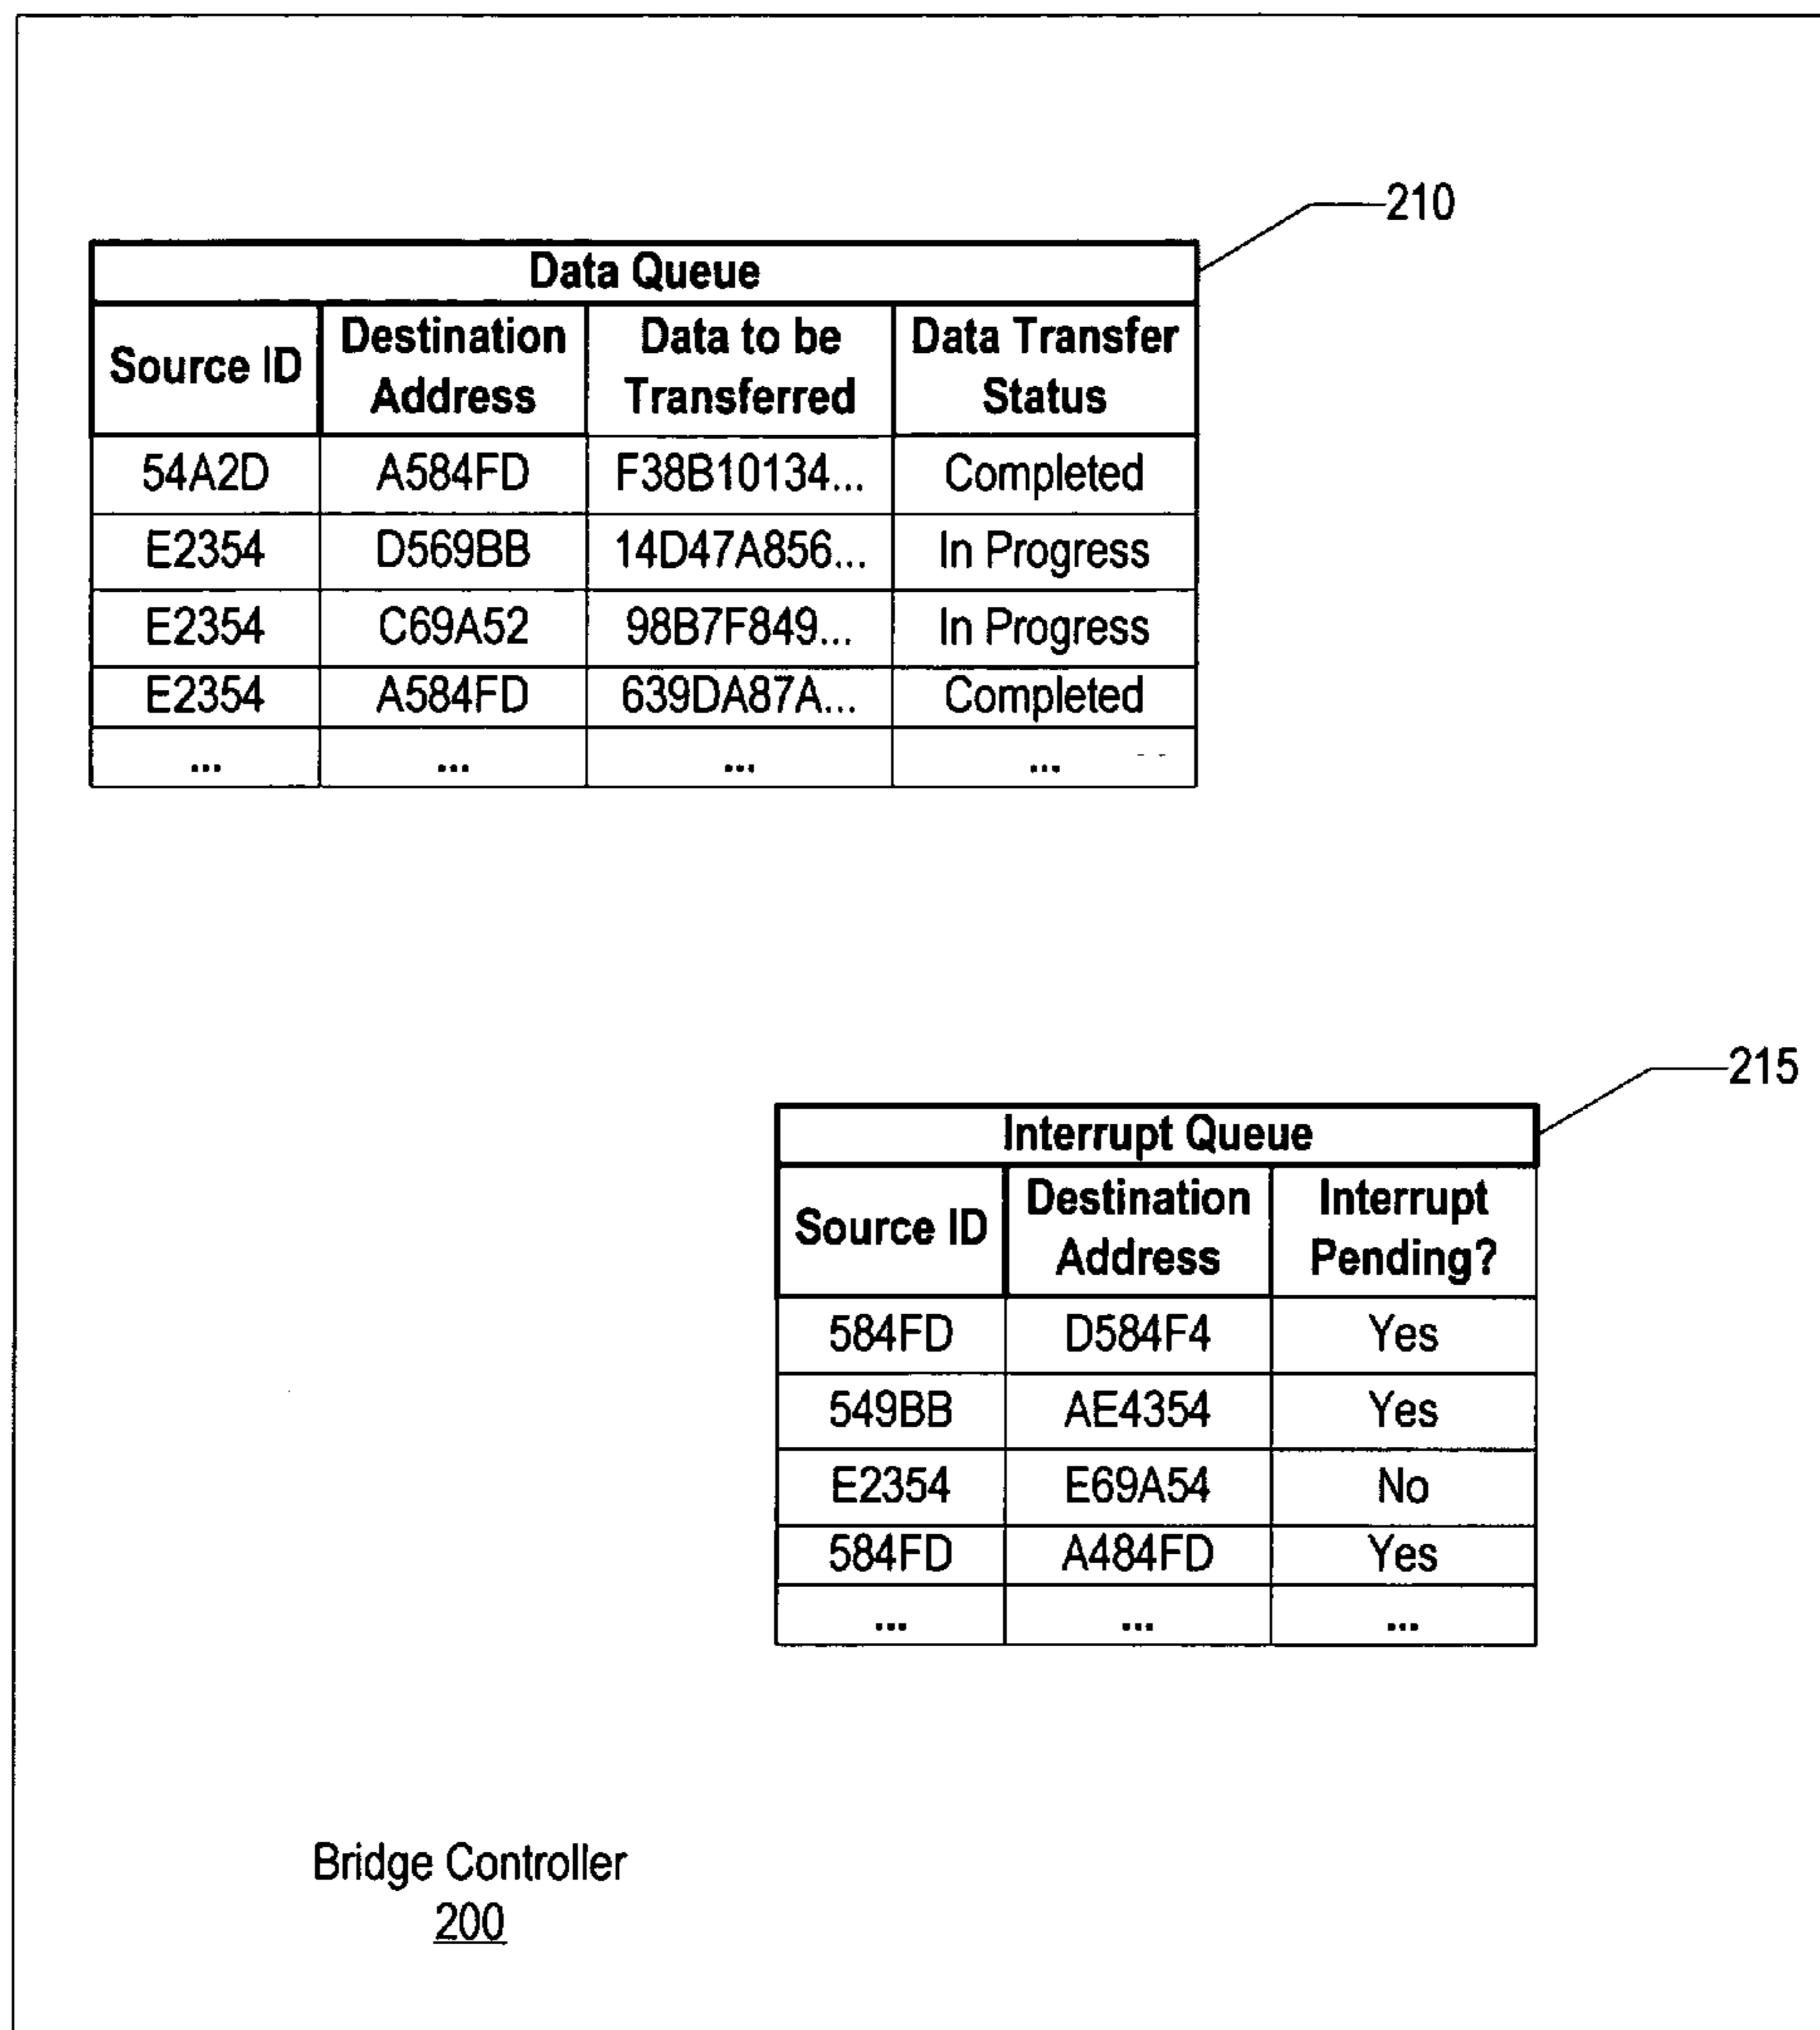 210
Data Queue
Source ID | Destination Address | Data to be Transferred | Data Transfer Status
54A2D | A584FD | F38B10134... | Completed
E2354 | D569BB | 14D47A856... | In Progress
E2354 | C69A52 | 98B7F849... | In Progress
E2354 | A584FD | 639DA87A... | Completed
... | ... | ... | ...
215
Interrupt Queue
Source ID | Destination Address | Interrupt Pending?
584FD | D584F4 | Yes
549BB | AE4354 | Yes
E2354 | E69A54 | No
584FD | A484FD | Yes
... | ... | ...
Bridge Controller
200